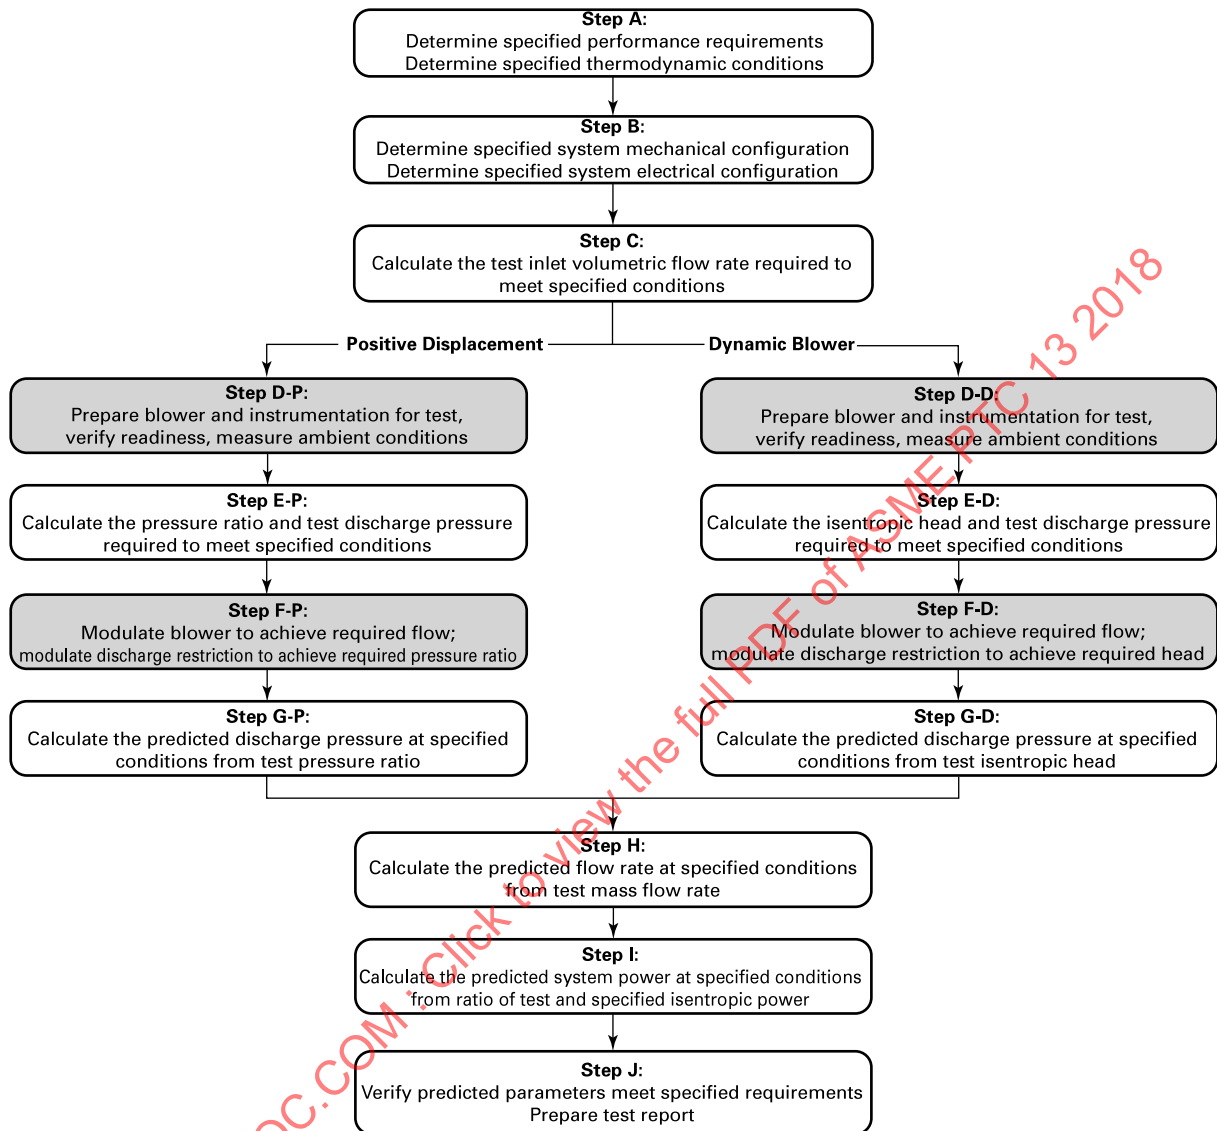 Step A:
Determine specified performance requirements
Determine specified thermodynamic conditions
Step B:
Determine specified system mechanical configuration
Determine specified system electrical configuration
Step C:
Calculate the test inlet volumetric flow rate required to
meet specified conditions
Positive Displacement
Dynamic Blower
Step D-P:
Prepare blower and instrumentation for test,
verify readiness, measure ambient conditions
Step D-D:
Prepare blower and instrumentation for test,
verify readiness, measure ambient conditions
Step E-P:
Calculate the pressure ratio and test discharge pressure
required to meet specified conditions
Step E-D:
Calculate the isentropic head and test discharge pressure
required to meet specified conditions
Step F-P:
Modulate blower to achieve required flow;
modulate discharge restriction to achieve required pressure ratio
Step F-D:
Modulate blower to achieve required flow;
modulate discharge restriction to achieve required head
Step G-P:
Calculate the predicted discharge pressure at specified
conditions from test pressure ratio
Step G-D:
Calculate the predicted discharge pressure at specified
conditions from test isentropic head
Step H:
Calculate the predicted flow rate at specified conditions
from test mass flow rate
Step I:
Calculate the predicted system power at specified conditions
from ratio of test and specified isentropic power
Step J:
Verify predicted parameters meet specified requirements
Prepare test report
OC.COM : Click to view the full PDF of ASME PTC 13 2018